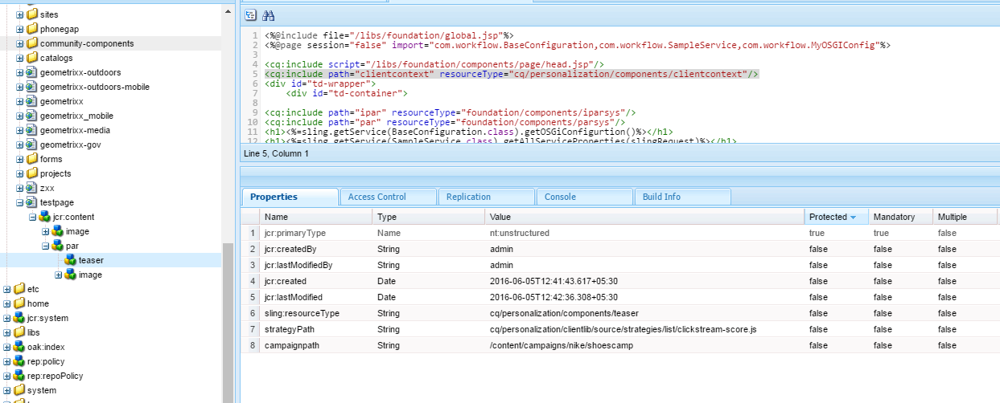 sites
phonegap
community-components
catalogs
geometrixx-outdoors
geometrixx-outdoors-mobile
geometrixx
geometrixx_mobile
geometrixx-media
geometrixx-gov
forms
projects
zxx
testpage
jcr:content
image
par
teaser
image
etc
home
jcr:system
libs
oak:index
rep:policy
rep:repoPolicy
system
1 <%@include file="/libs/foundation/global.jsp"%>
2 <%@page session="false" import="com.workflow.BaseConfiguration,com.workflow.SampleService,com.workflow.MyOSGIConfig"%>
3
4 <cq:include script="/libs/foundation/components/page/head.jsp"/>
5 <cq:include path="clientcontext" resourceType="cq/personalization/components/clientcontext"/>
6 <div id="td-wrapper">
7 <div id="td-container">
8
9 <cq:include path="ipar" resourceType="foundation/components/iparsys"/>
10 <cq:include path="par" resourceType="foundation/components/parsys"/>
11 <h1><%=sling.getService(BaseConfiguration.class).getOSGiConfigurtion()%></h1>
12 <h1><%=sling.getService(SampleService.class).getAllServiceProperties(slingRequest)%></h1>
Line 5, Column 1
Properties Access Control Replication Console Build Info
Name Type Value Protected Mandatory Multiple
1 jcr:primaryType Name nt:unstructured true true false
2 jcr:createdBy String admin false false false
3 jcr:lastModifiedBy String admin false false false
4 jcr:created Date 2016-06-05T12:41:43.617+05:30 false false false
5 jcr:lastModified Date 2016-06-05T12:42:36.308+05:30 false false false
6 sling:resourceType String cq/personalization/components/teaser false false false
7 strategyPath String cq/personalization/clientlib/source/strategies/list/clickstream-score.js false false false
8 campaignpath String /content/campaigns/nike/shoescamp false false false